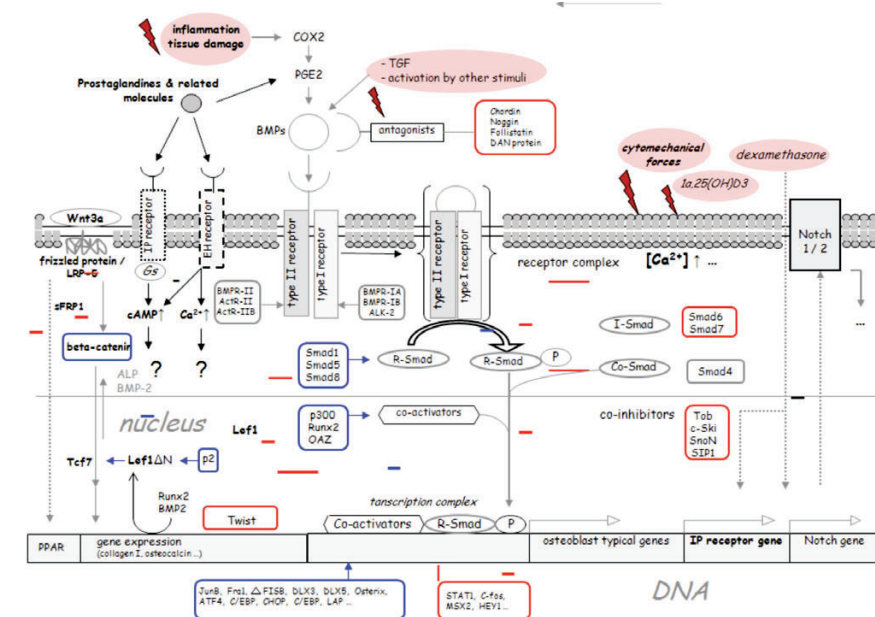 inflammation
tissue damage
COX2
PGE2
- TGF
- activation by other stimuli
Prostaglandines & related
molecules
BMPs
antagonists
Chordin
Noggin
Follistatin
DAN protein
cytomechanical
forces
dexamethasone
1a,25(OH)D3
Wnt3a
IP receptor
EH receptor
type II receptor
type I receptor
type II receptor
type I receptor
Notch
1 / 2
frizzled protein /
LRP-5
Gs
receptor complex
[Ca2+] ↑ ...
sFRP1
cAMP↑
Ca2+↑
BMPR-II
ActR-II
ActR-IIB
BMPR-IA
BMPR-IB
ALK-2
I-Smad
Smad6
Smad7
...
beta-catenin
? ?
Smad1
Smad5
Smad8
R-Smad
R-Smad
P
Co-Smad
Smad4
ALP
BMP-2
nucleus
Lef1
p300
Runx2
OAZ
co-activators
co-inhibitors
Tob
c-Ski
SnoN
SIP1
Tcf7
Lef1ΔN
p2
Runx2
BMP2
Twist
tanscription complex
Co-activators
R-Smad
P
PPAR
gene expression
(collagen I, osteocalcin ...)
osteoblast typical genes
IP receptor gene
Notch gene
JunB, Fra1, ΔFISB, DLX3, DLX5, Osterix,
ATF4, C/EBP, CHOP, C/EBP, LAP ...
STAT1, C-fos,
MSX2, HEY1...
DNA